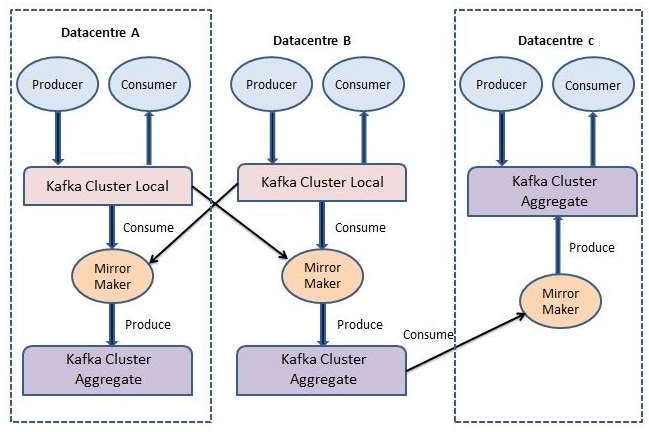 Datacentre A
Datacentre B
Datacentre c
Producer
Consumer
Producer
Consumer
Producer
Consumer
Kafka Cluster Local
Kafka Cluster Local
Kafka Cluster
Aggregate
Consume
Consume
Produce
Mirror
Maker
Mirror
Maker
Mirror
Maker
Produce
Produce
Consume
Kafka Cluster
Aggregate
Kafka Cluster
Aggregate